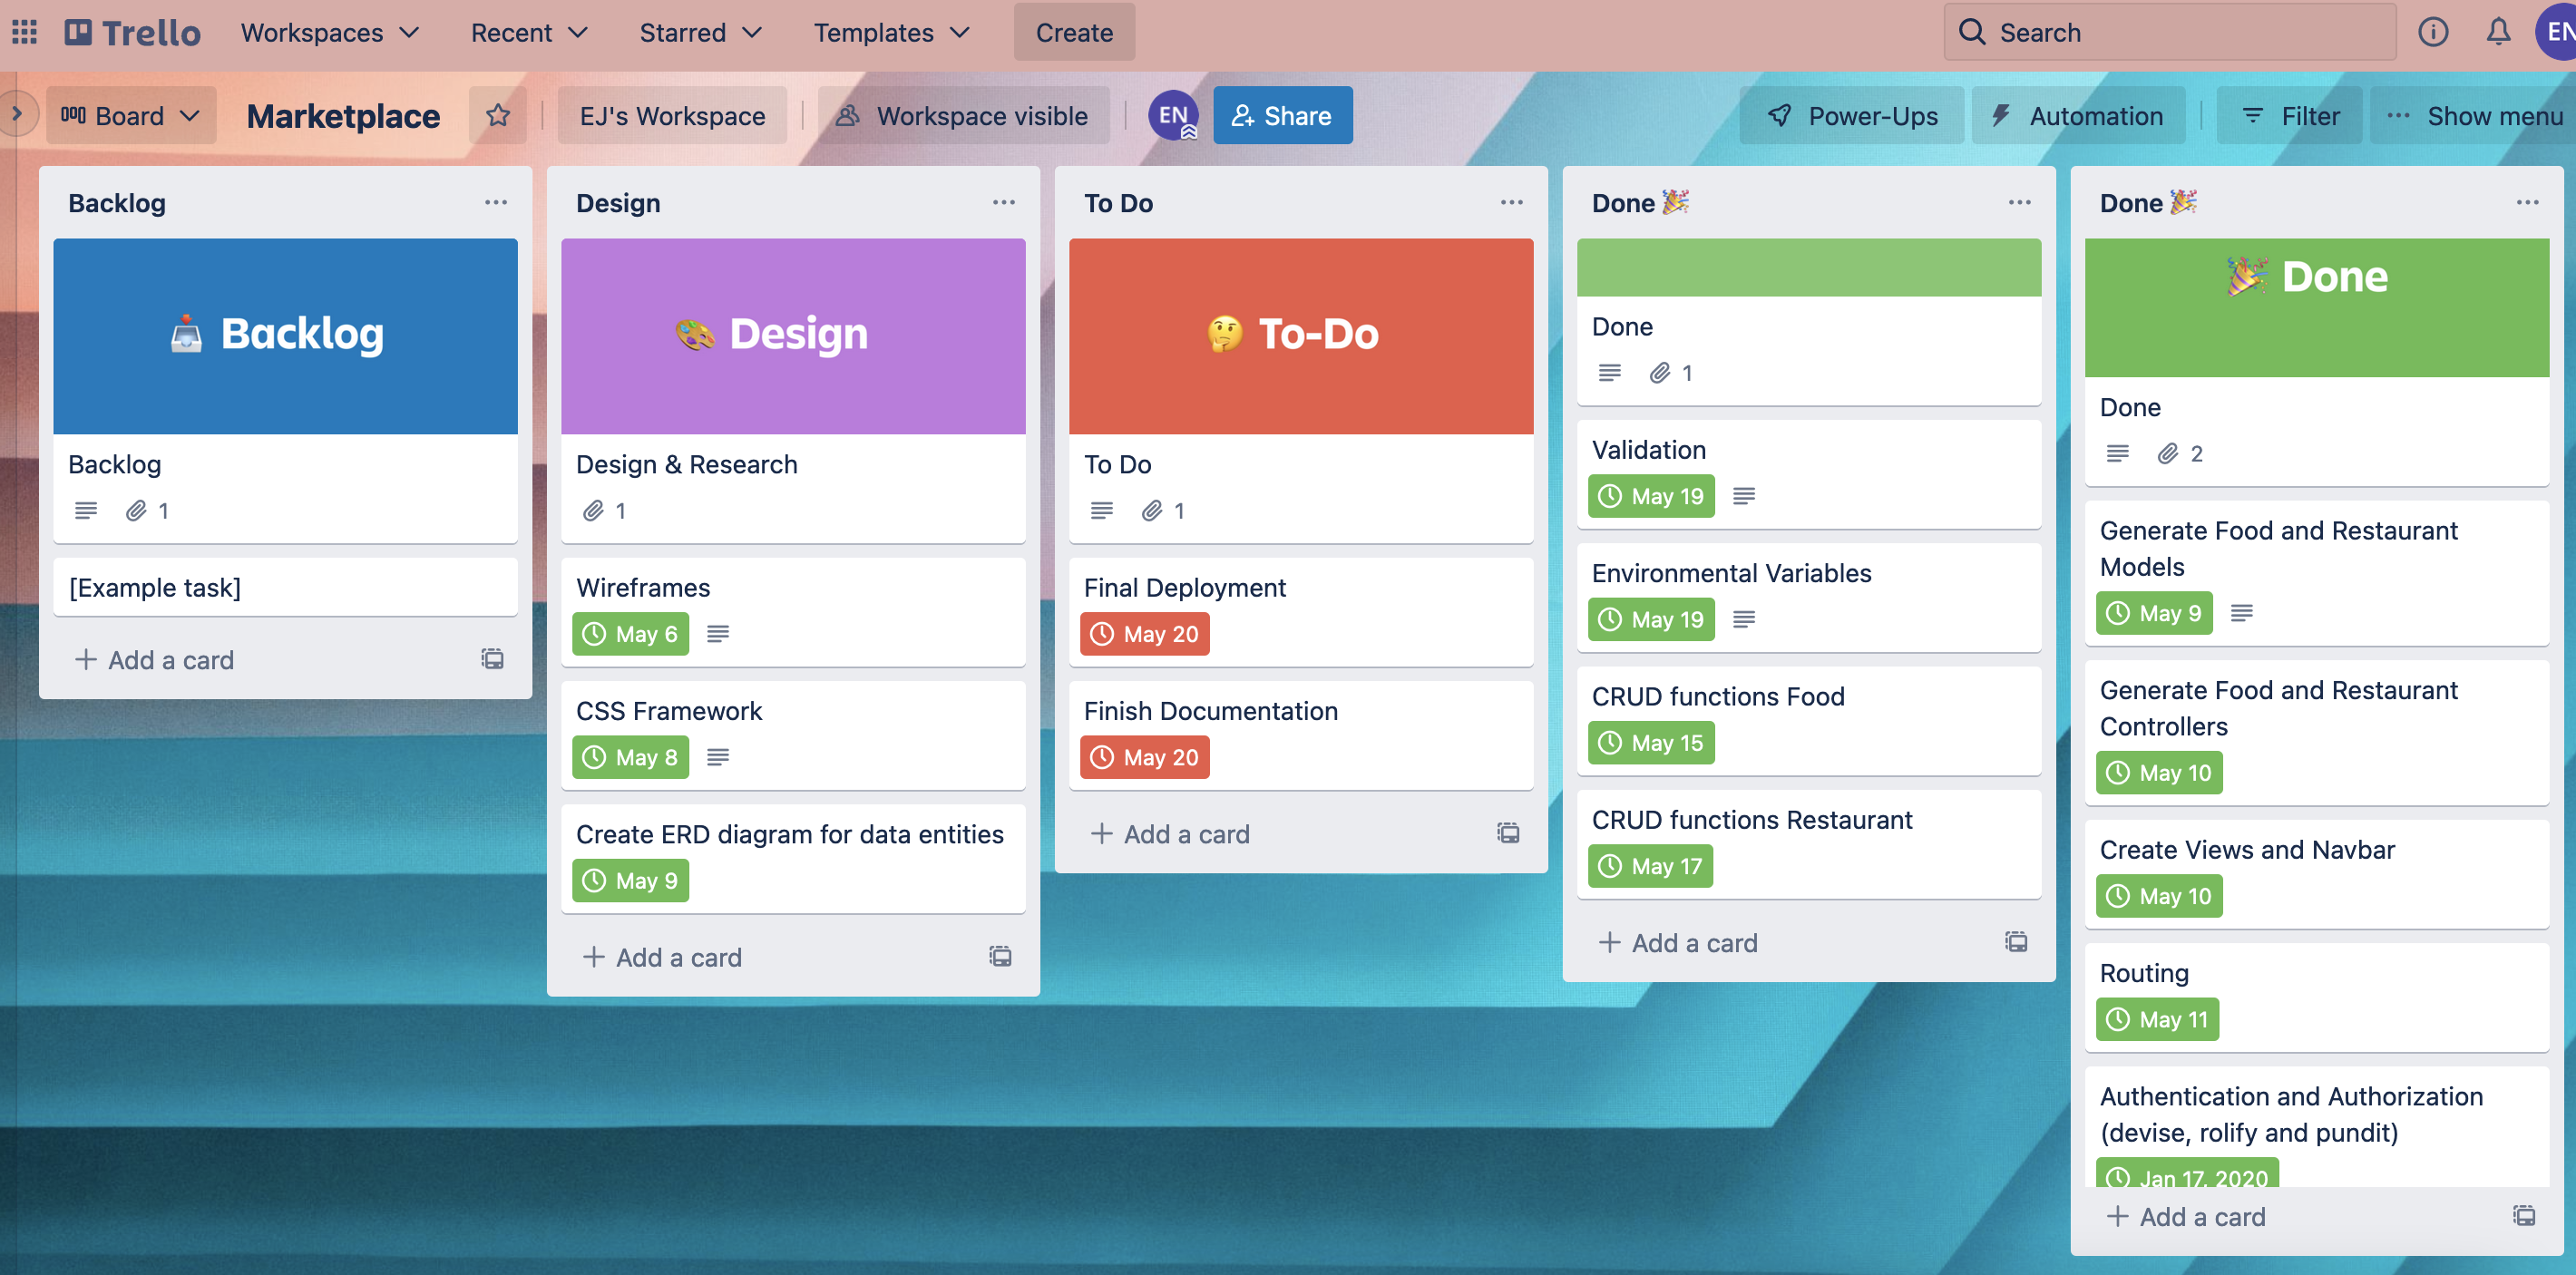 Trello
Workspaces
Recent
Starred
Templates
Create
Search
EN
Board
Marketplace
EJ's Workspace
Workspace visible
EN
Share
Power-Ups
Automation
Filter
Show menu
Backlog
Backlog
Backlog
1
[Example task]
Add a card
Design
Design
Design & Research
1
Wireframes
May 6
CSS Framework
May 8
Create ERD diagram for data entities
May 9
Add a card
To Do
To-Do
To Do
1
Final Deployment
May 20
Finish Documentation
May 20
Add a card
Done
Done
1
Validation
May 19
Environmental Variables
May 19
CRUD functions Food
May 15
CRUD functions Restaurant
May 17
Add a card
Done
Done
Done
2
Generate Food and Restaurant
Models
May 9
Generate Food and Restaurant
Controllers
May 10
Create Views and Navbar
May 10
Routing
May 11
Authentication and Authorization
(devise, rolify and pundit)
Jan 17, 2020
Add a card